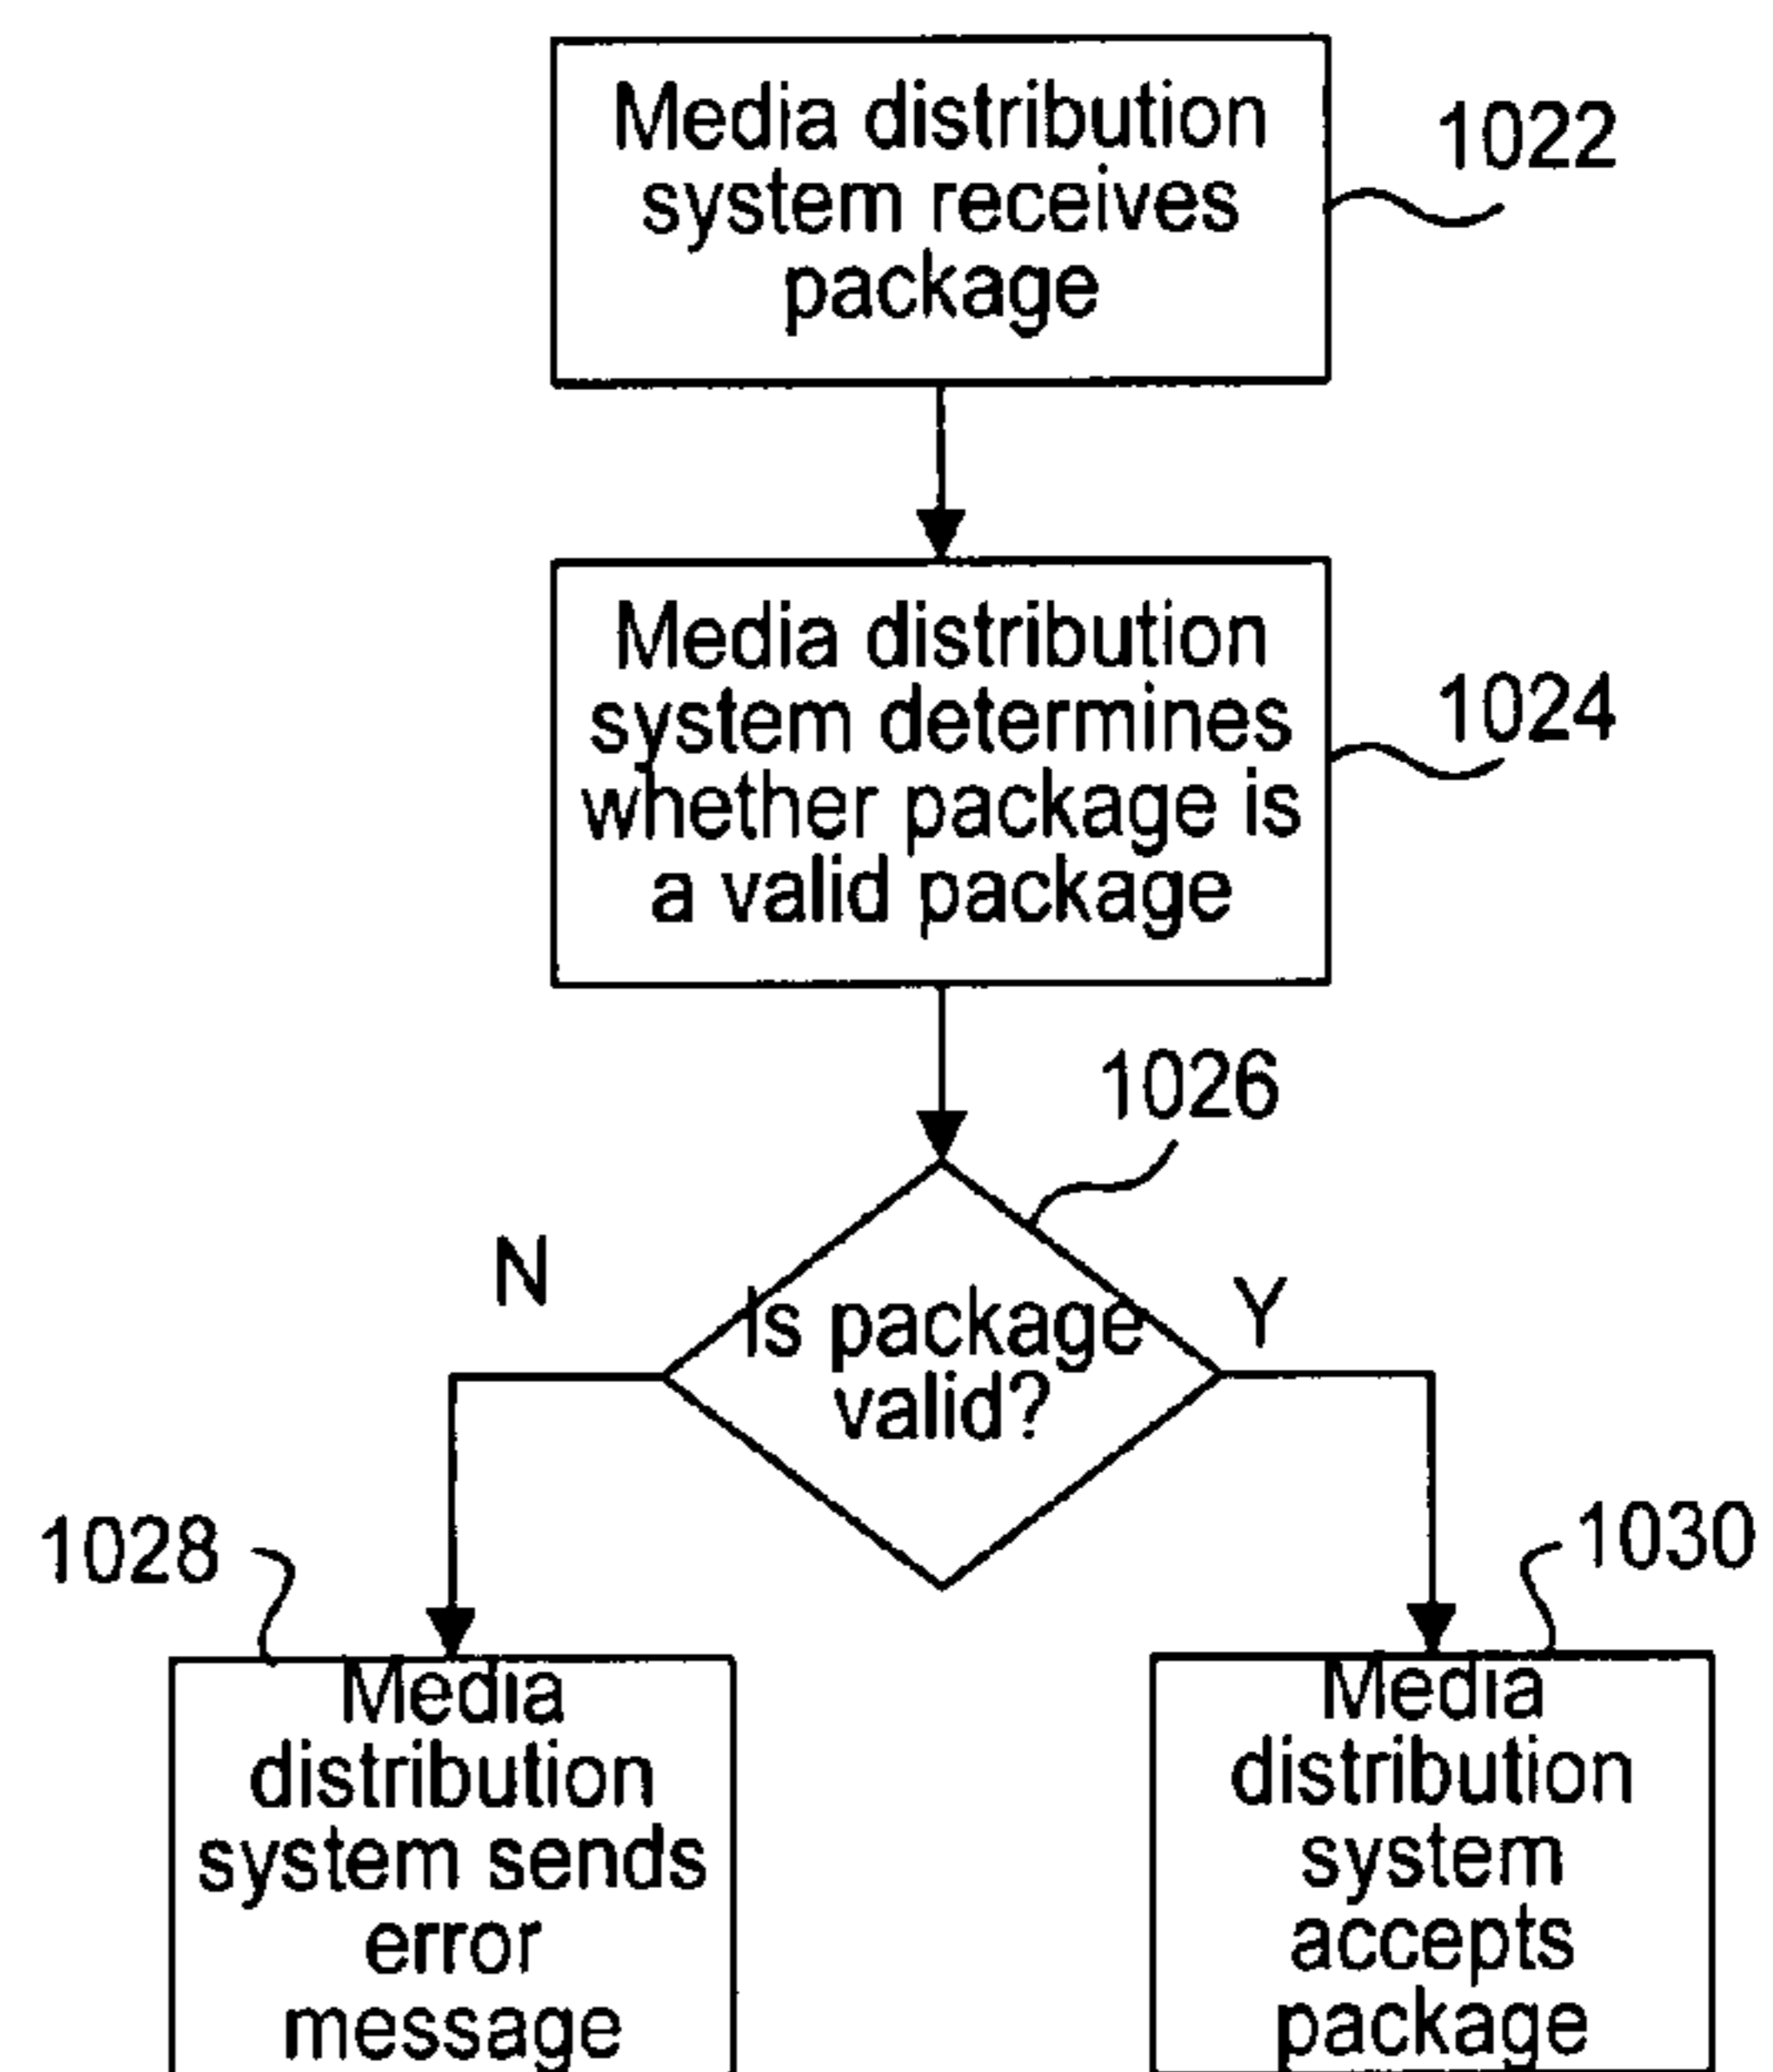 Media distribution
system receives
package
1022
Media distribution
system determines
whether package is
a valid package
1024
1026
N
Is package
valid?
Y
1028
1030
Media
distribution
system sends
error
message
Media
distribution
system
accepts
package